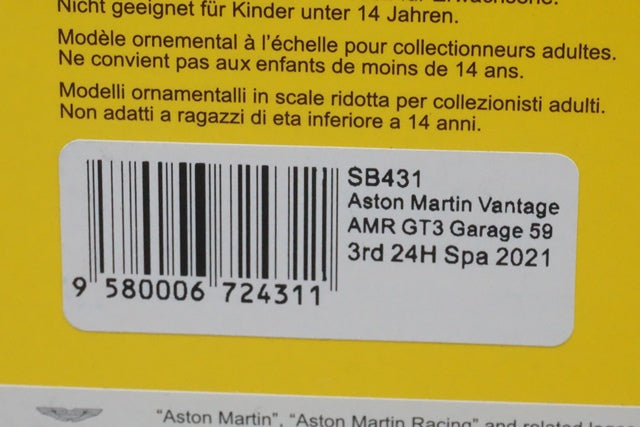 Nicht geeignet für Kinder unter 14 Jahren.
Modèle ornemental à l'échelle pour collectionneurs adultes.
Ne convient pas aux enfants de moins de 14 ans.
Modelli ornamentalli in scale ridotta per collezionisti adulti.
Non adatti a ragazzi di eta inferiore a 14 anni.
SB431
Aston Martin Vantage
AMR GT3 Garage 59
3rd 24H Spa 2021
9 580006 724311
"Aston Martin", "Aston Martin Racing" and related logos